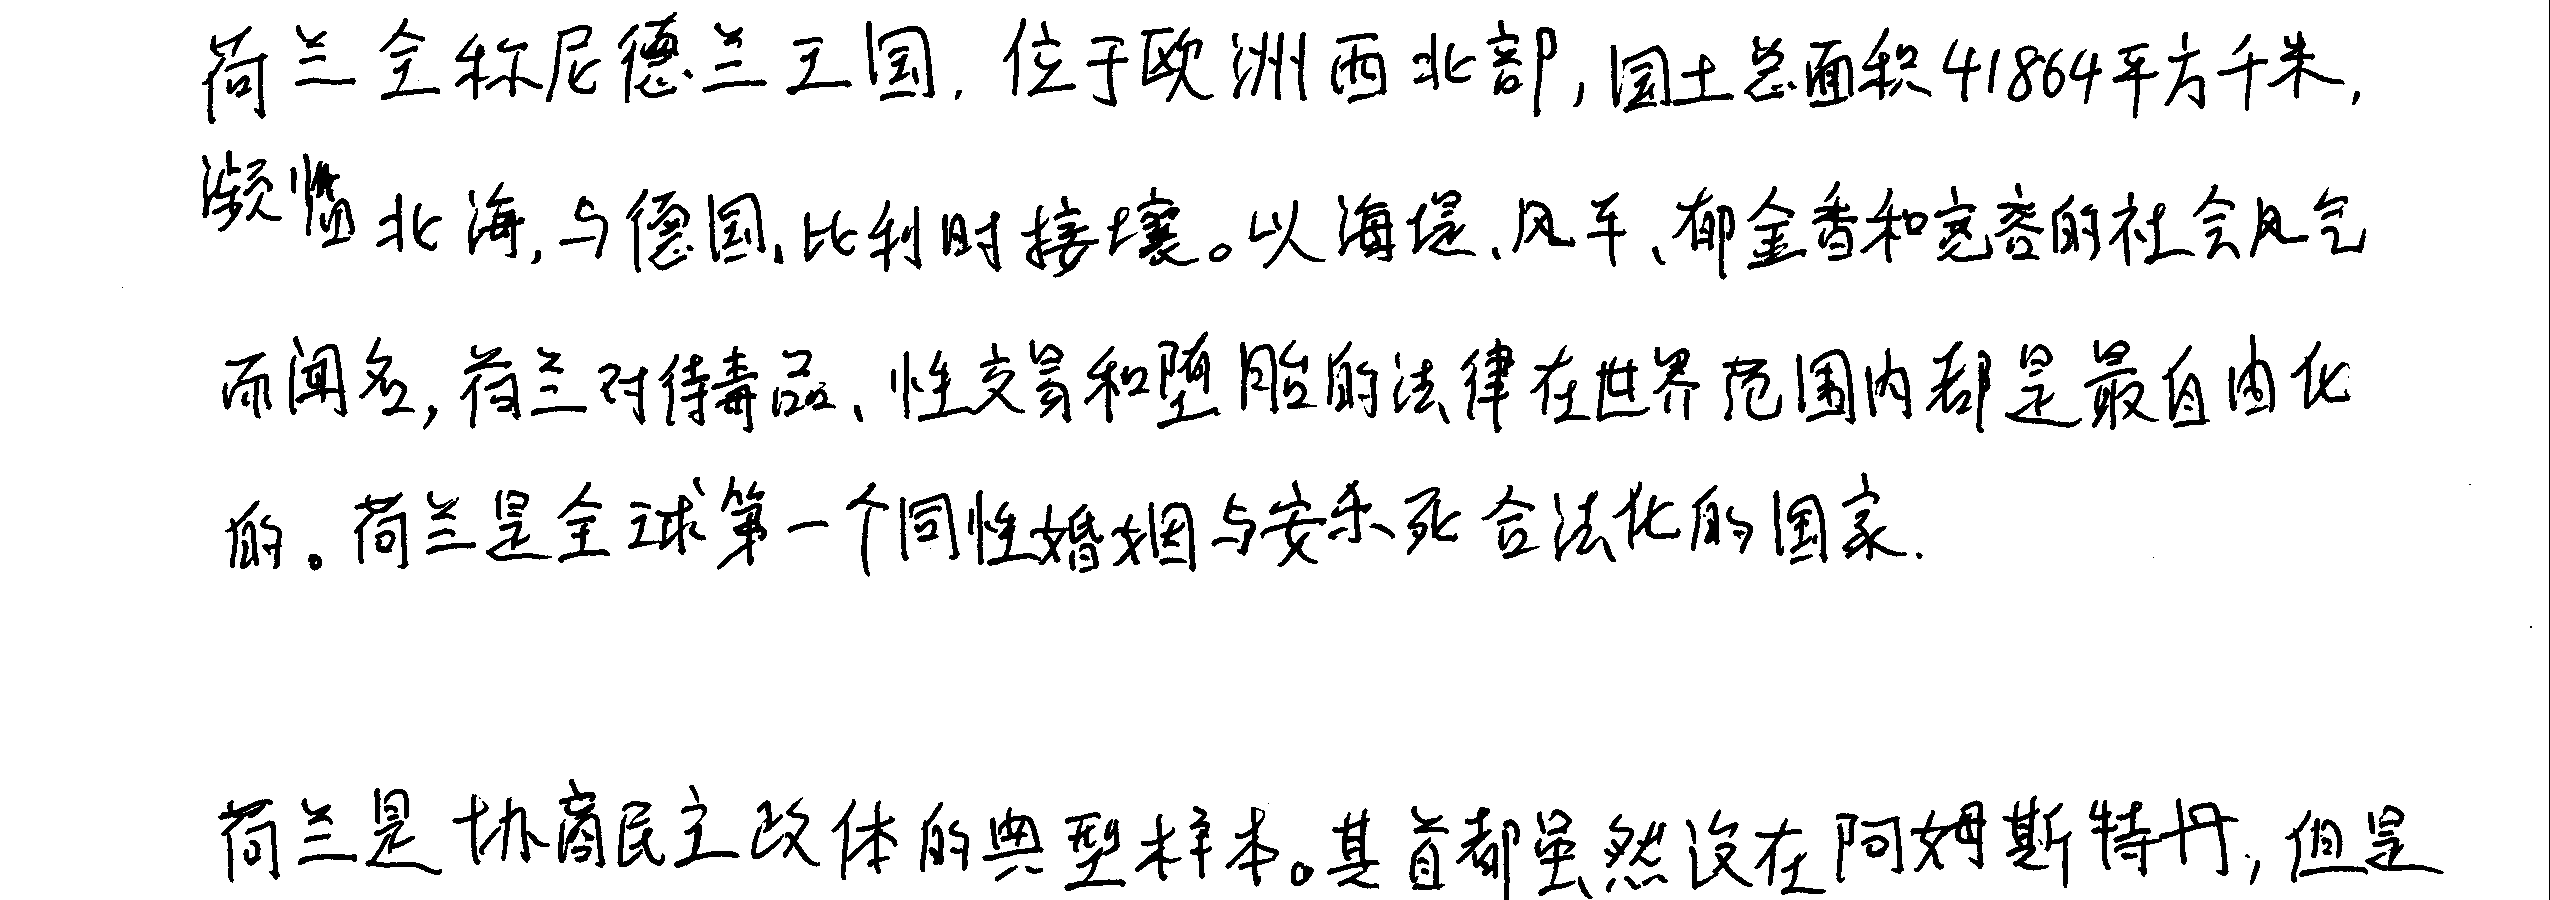 荷兰全称尼德兰王国，位于欧洲西北部，国土总面积41864平方千米，
濒临北海，与德国、比利时接壤。以海堤、风车、郁金香和宽容的社会风气
而闻名，荷兰对待毒品、性交易和堕胎的法律在世界范围内都是最自由化
的。荷兰是全球第一个同性婚姻与安乐死合法化的国家.
荷兰是协商民主政体的典型样本。其首都虽然设在阿姆斯特丹，但是